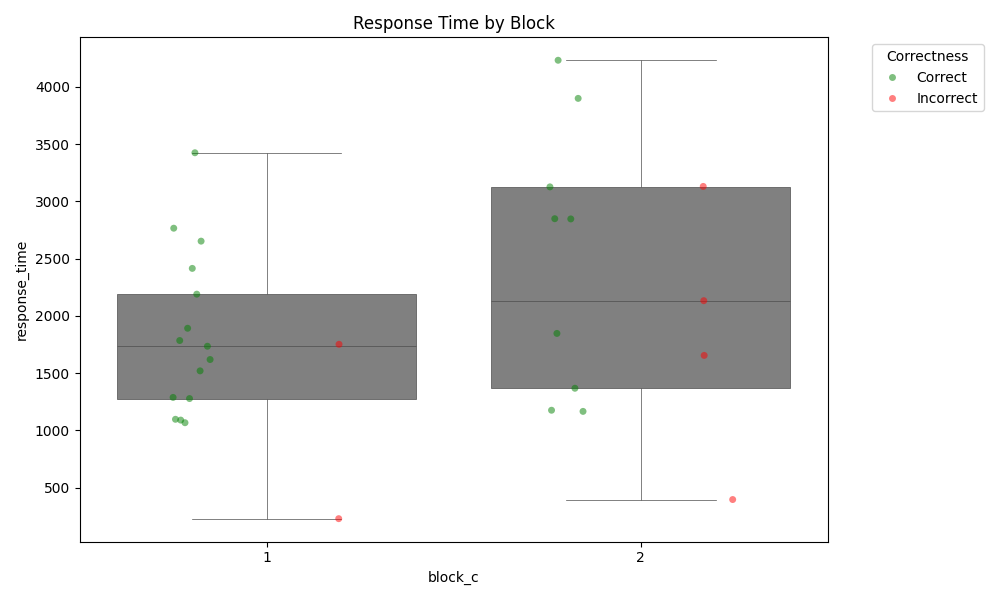 Response Time by Block
Correctness
Correct
Incorrect
response_time
4000
3500
3000
2500
2000
1500
1000
500
1
2
block_c